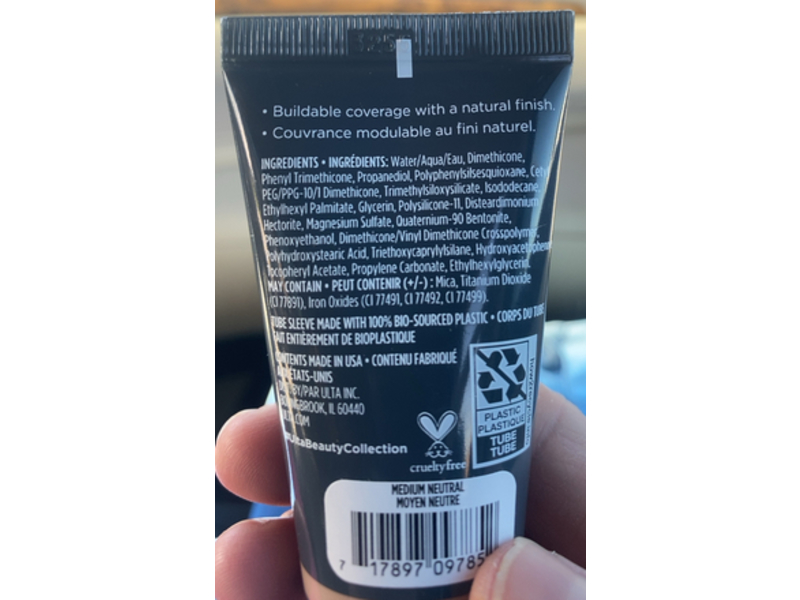 • Buildable coverage with a natural finish.
• Couvrance modulable au fini naturel.
INGREDIENTS • INGRÉDIENTS: Water/Aqua/Eau, Dimethicone,
Phenyl Trimethicone, Propanediol, Polyphenylsilsesquioxane, Cetyl
PEG/PPG-10/1 Dimethicone, Trimethylsiloxysilicate, Isododecane,
Ethylhexyl Palmitate, Glycerin, Polysilicone-11, Disteardimonium
Hectorite, Magnesium Sulfate, Quaternium-90 Bentonite,
Phenoxyethanol, Dimethicone/Vinyl Dimethicone Crosspolymer,
Polyhydroxystearic Acid, Triethoxycaprylylsilane, Hydroxyacetophenone
Tocopheryl Acetate, Propylene Carbonate, Ethylhexylglycerin.
MAY CONTAIN • PEUT CONTENIR (+/-) : Mica, Titanium Dioxide
(CI 77891), Iron Oxides (CI 77491, CI 77492, CI 77499).
TUBE SLEEVE MADE WITH 100% BIO-SOURCED PLASTIC • CORPS DU TUBE
FAIT ENTIÈREMENT DE BIOPLASTIQUE
CONTENTS MADE IN USA • CONTENU FABRIQUÉ
ÉTATS-UNIS
BY/PAR ULTA INC.
BROOK, IL 60440
.COM
#UltaBeautyCollection
crueltyfree
PLASTIC
PLASTIQUE
TUBE
TUBE
MEDIUM NEUTRAL
MOYEN NEUTRE
7 17897 09785